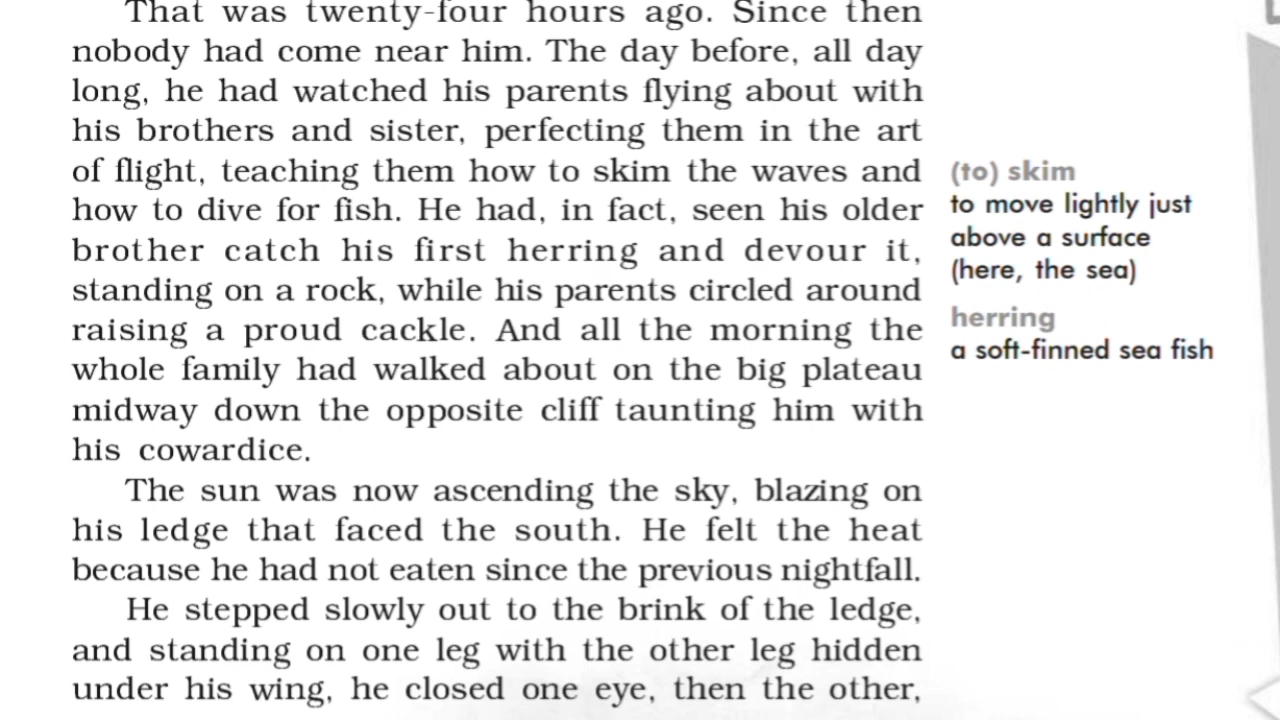 That was twenty-four hours ago. Since then
nobody had come near him. The day before, all day
long, he had watched his parents flying about with
his brothers and sister, perfecting them in the art
of flight, teaching them how to skim the waves and
how to dive for fish. He had, in fact, seen his older
brother catch his first herring and devour it,
standing on a rock, while his parents circled around
raising a proud cackle. And all the morning the
whole family had walked about on the big plateau
midway down the opposite cliff taunting him with
his cowardice.
The sun was now ascending the sky, blazing on
his ledge that faced the south. He felt the heat
because he had not eaten since the previous nightfall.
He stepped slowly out to the brink of the ledge,
and standing on one leg with the other leg hidden
under his wing, he closed one eye, then the other,
(to) skim
to move lightly just
above a surface
(here, the sea)
herring
a soft-finned sea fish